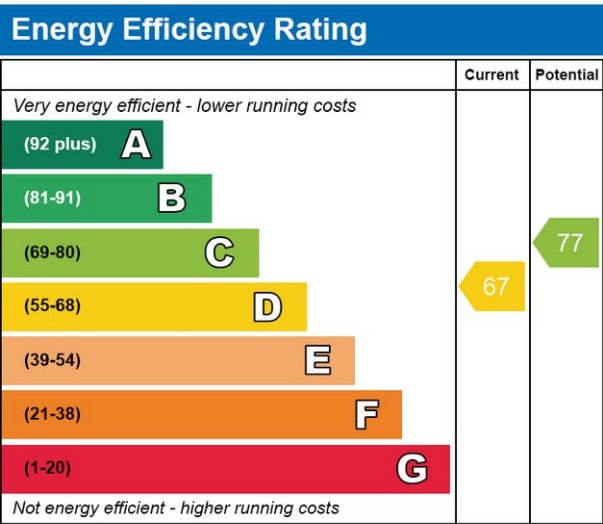 Energy Efficiency Rating
Current Potential
Very energy efficient - lower running costs
(92 plus) A
(81-91) B
(69-80) C
77
(55-68) D
67
(39-54) E
(21-38) F
(1-20) G
Not energy efficient - higher running costs